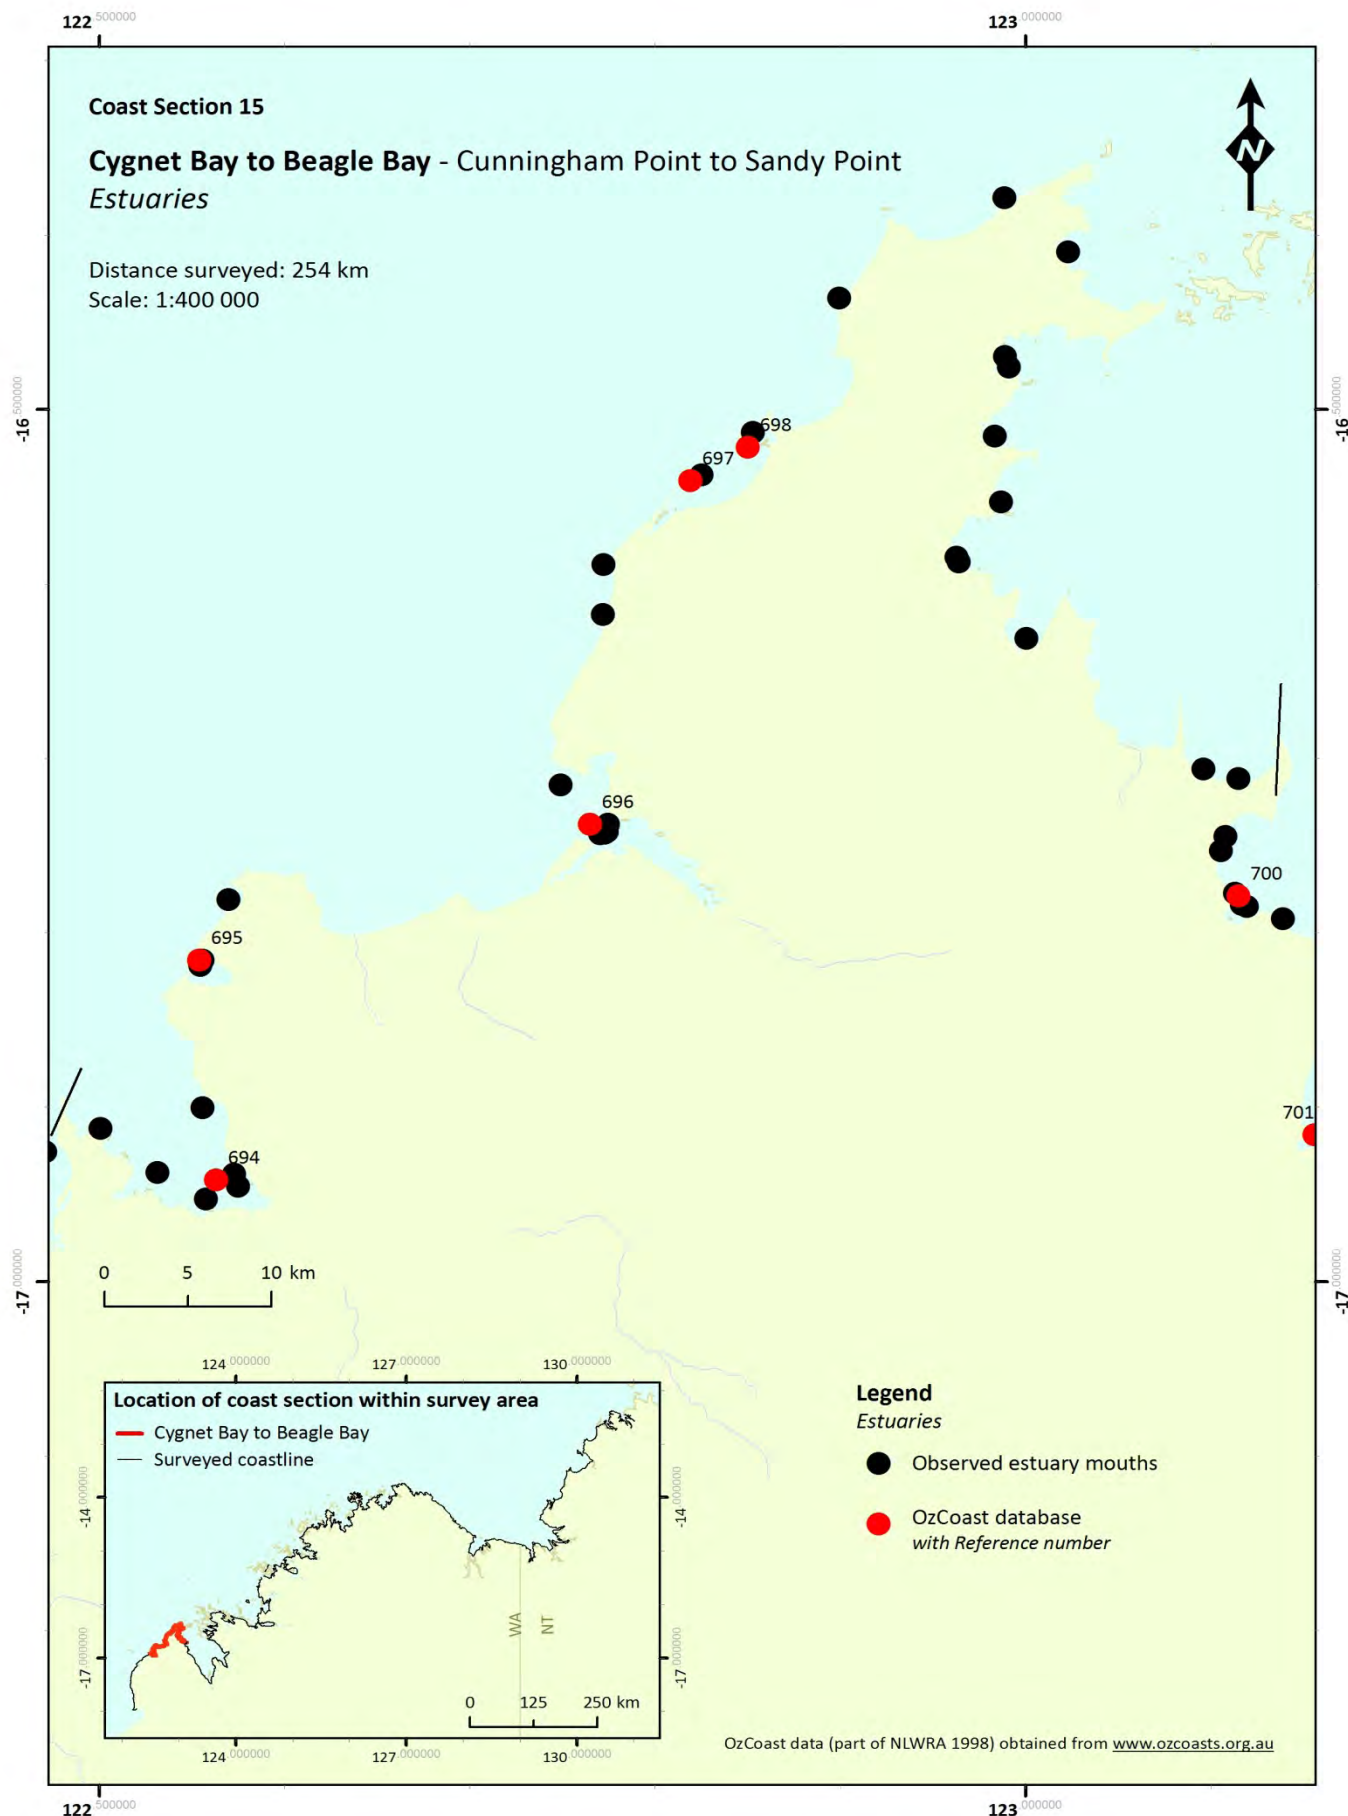 122.500000
123.000000
Coast Section 15
Cygnet Bay to Beagle Bay - Cunningham Point to Sandy Point
Estuaries
Distance surveyed: 254 km
Scale: 1:400 000
N
-16.500000
-16.500000
698
697
696
700
695
701
694
-17.000000
-17.000000
0 5 10 km
124.000000
127.000000
130.000000
Location of coast section within survey area
Cygnet Bay to Beagle Bay
Surveyed coastline
-14.000000
-14.000000
WA
NT
-17.000000
-17.000000
0 125 250 km
124.000000
127.000000
130.000000
Legend
Estuaries
Observed estuary mouths
OzCoast database
with Reference number
OzCoast data (part of NLWRA 1998) obtained from www.ozcoasts.org.au
122.500000
123.000000